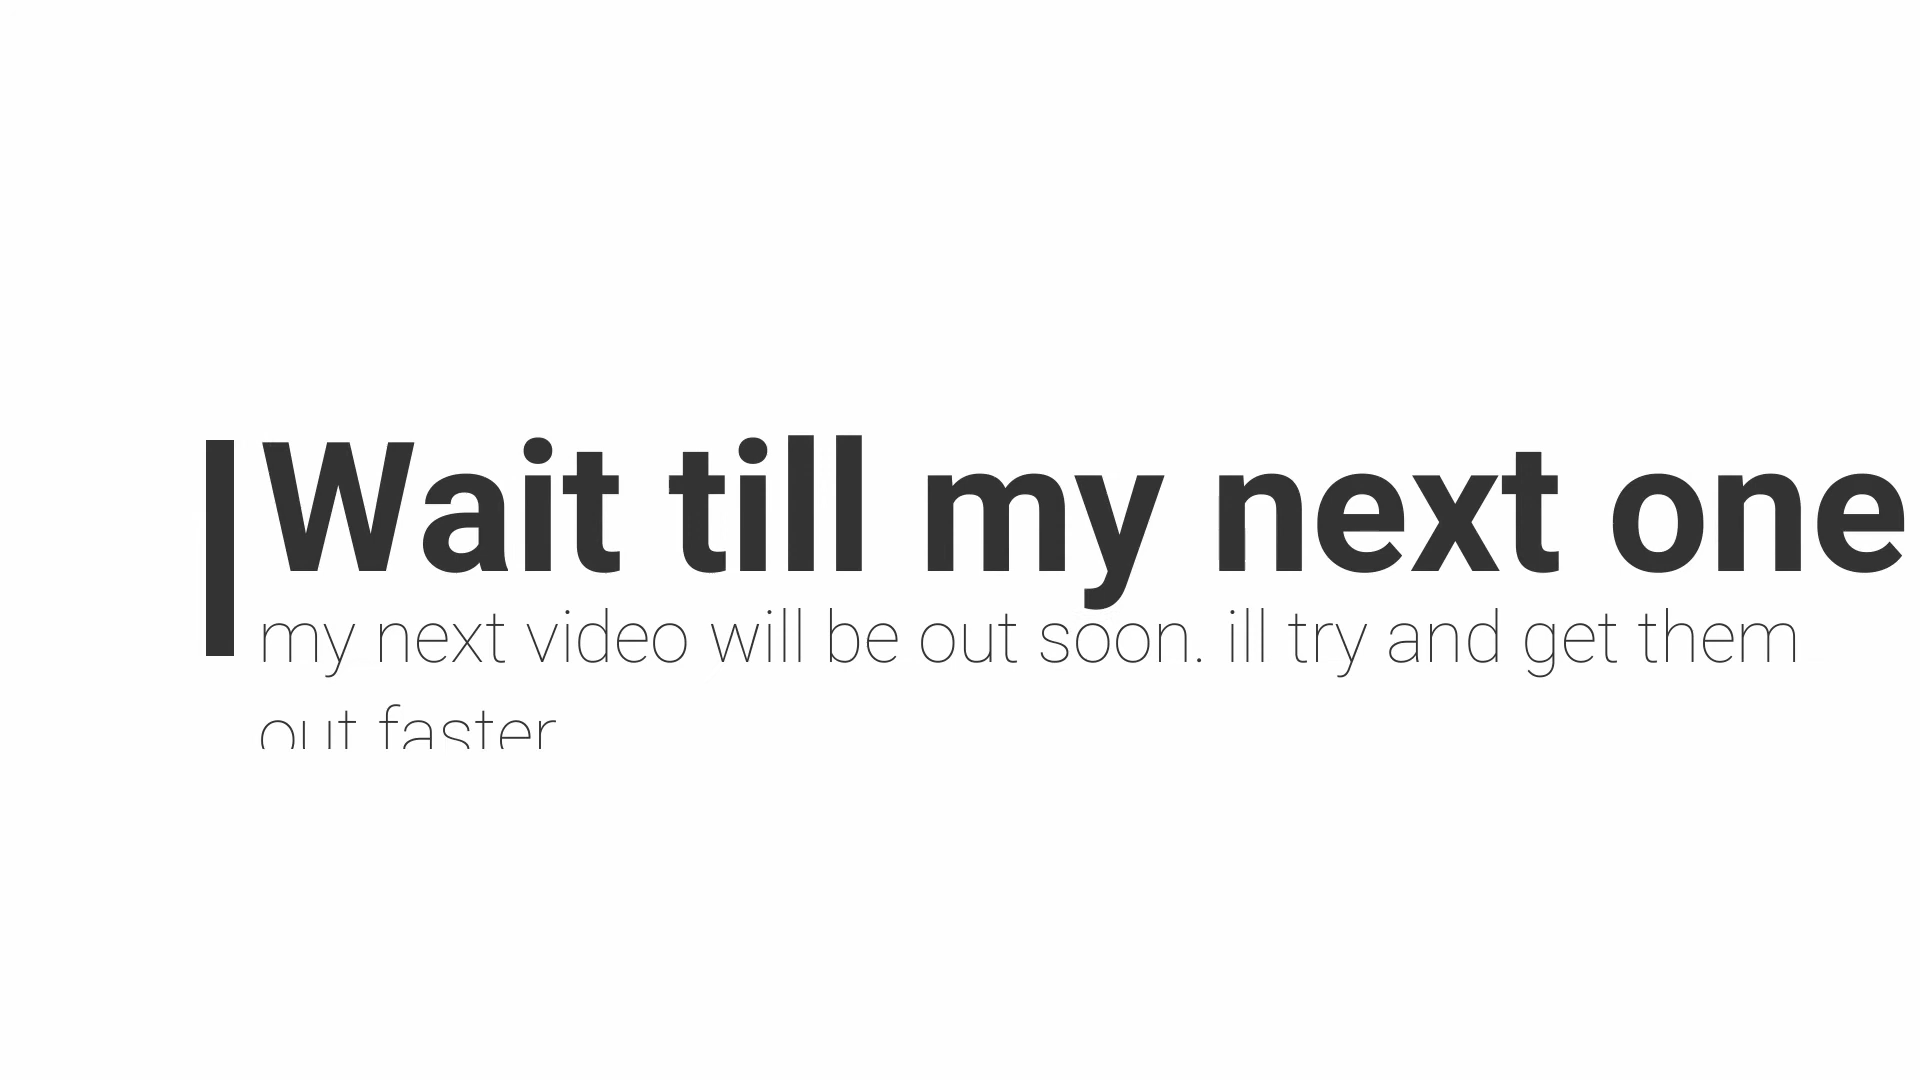 Wait till my next one
my next video will be out soon. ill try and get them
out faster